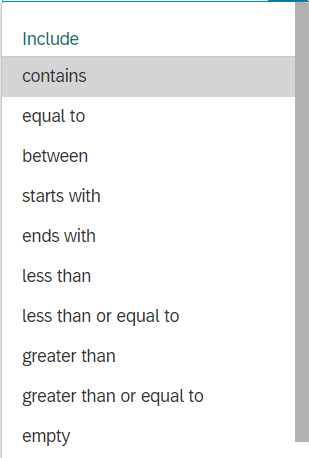 Include
contains
equal to
between
starts with
ends with
less than
less than or equal to
greater than
greater than or equal to
empty